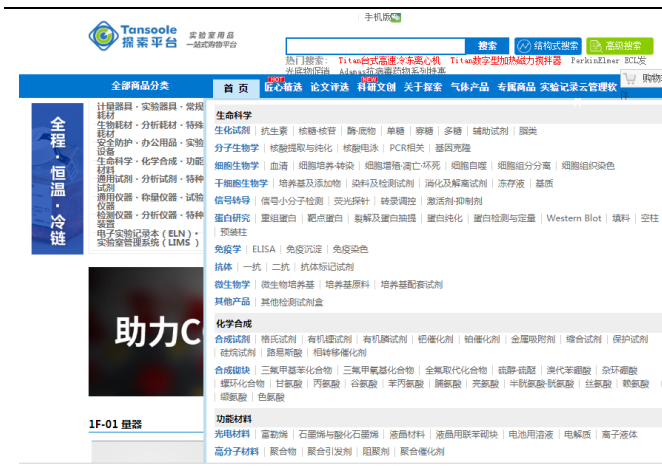 手机版
Tansoole
探索平台
实验室用品
一站式购物平台
搜索
结构式搜索
高级搜索
热门搜索: Titan台式高速冷冻离心机 Titan数字型加热磁力搅拌器 PerkinElmer ECL发
光底物促销 Adamas抗病毒药物系列特惠
购物
全部商品分类
首 页
HOT
匠心精选
论文评选
NEW
科研文创
关于探索
气体产品
专属商品
实验记录云管理软
件
计量器具·实验器具·常规
耗材
生物耗材·分析耗材·特殊
耗材
安全防护·办公用品·实验
设备
生命科学·化学合成·功能
材料
通用试剂·分析试剂·特种
试剂
通用仪器·称量仪器·试验
仪器
检测仪器·分析仪器·特种
装置
电子实验记录本(ELN)·
实验室管理系统(LIMS )
全程·恒温·冷链
生命科学
生化试剂 | 抗生素 | 核糖·核苷 | 酶·底物 | 单糖 | 寡糖 | 多糖 | 辅助试剂 | 脲类
分子生物学 | 核酸提取与纯化 | 核酸电泳 | PCR相关 | 基因克隆
细胞生物学 | 血清 | 细胞培养·转染 | 细胞增殖·凋亡·坏死 | 细胞自噬 | 细胞组分分离 | 细胞组织染色
干细胞生物学 | 培养基及添加物 | 染料及检测试剂 | 消化及解离试剂 | 冻存液 | 基质
信号转导 | 信号小分子检测 | 荧光探针 | 转录调控 | 激活剂·抑制剂
蛋白研究 | 重组蛋白 | 靶点蛋白 | 裂解及蛋白抽提 | 蛋白纯化 | 蛋白检测与定量 | Western Blot | 填料 | 空柱
| 预装柱
免疫学 | ELISA | 免疫沉淀 | 免疫染色
抗体 | 一抗 | 二抗 | 抗体标记试剂
微生物学 | 微生物培养基 | 培养基原料 | 培养基配套试剂
其他产品 | 其他检测试剂盒
化学合成
合成试剂 | 格氏试剂 | 有机锂试剂 | 有机膦试剂 | 钯催化剂 | 铂催化剂 | 金属吸附剂 | 缩合试剂 | 保护试剂
| 硅烷试剂 | 路易斯酸 | 相转移催化剂
合成砌块 | 三氟甲基苯化合物 | 三氟甲氧基化合物 | 全氟取代化合物 | 硫醇·硫醚 | 溴代苯硼酸 | 杂环硼酸
| 螺环化合物 | 甘氨酸 | 丙氨酸 | 谷氨酸 | 苯丙氨酸 | 脯氨酸 | 亮氨酸 | 半胱氨酸·胱氨酸 | 丝氨酸 | 赖氨酸
| 缬氨酸 | 色氨酸
功能材料
光电材料 | 富勒烯 | 石墨烯与酸化石墨烯 | 液晶材料 | 液晶用联苯砌块 | 电池用溶液 | 电解质 | 离子液体
高分子材料 | 聚合物 | 聚合引发剂 | 阻聚剂 | 聚合催化剂
助力C
1F-01 量器